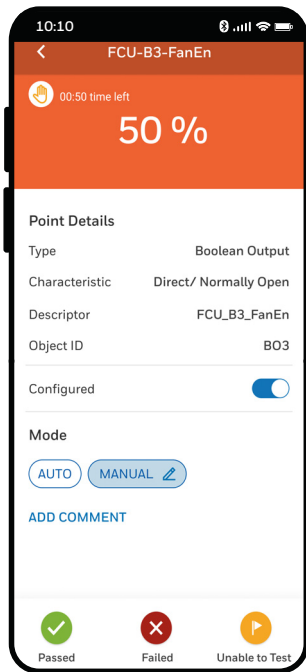 10:10
FCU-B3-FanEn
00:50 time left
50 %
Point Details
Type Boolean Output
Characteristic Direct/ Normally Open
Descriptor FCU_B3_FanEn
Object ID BO3
Configured
Mode
AUTO MANUAL
ADD COMMENT
Passed Failed Unable to Test